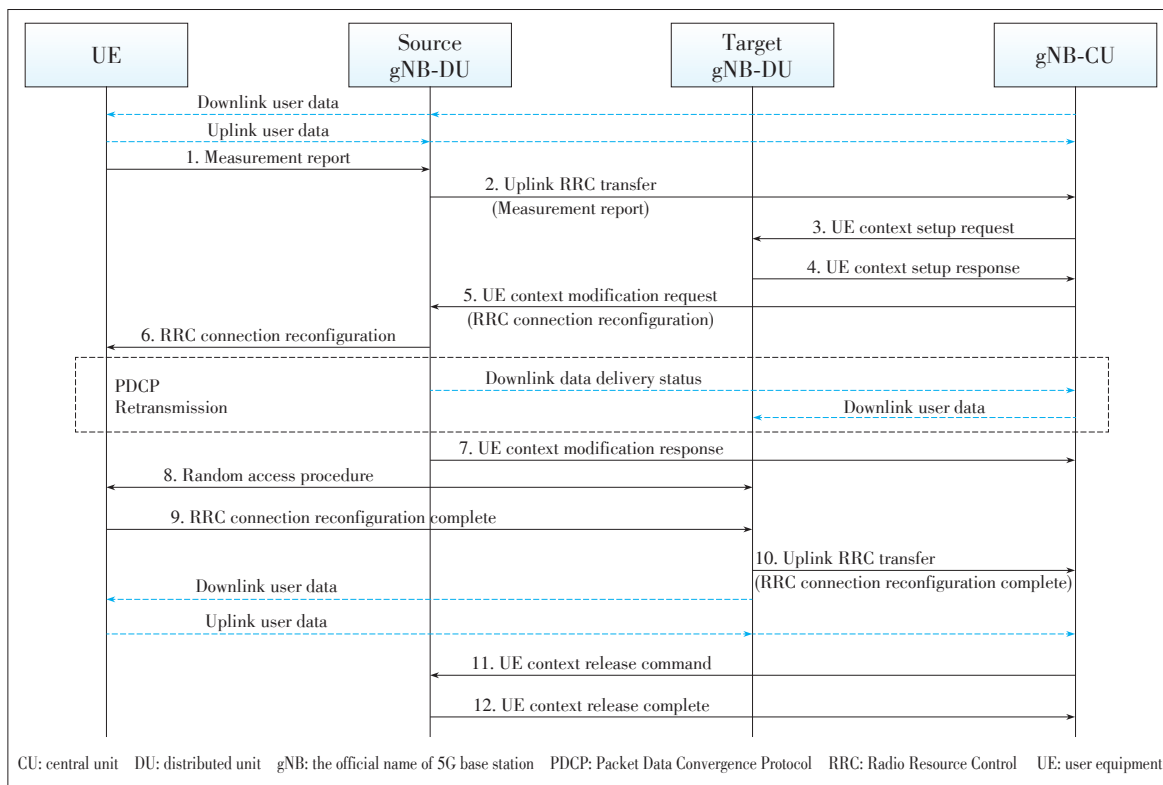 UE
Source
gNB-DU
Target
gNB-DU
gNB-CU
Downlink user data
Uplink user data
1. Measurement report
2. Uplink RRC transfer
(Measurement report)
3. UE context setup request
4. UE context setup response
5. UE context modification request
(RRC connection reconfiguration)
6. RRC connection reconfiguration
PDCP
Retransmission
Downlink data delivery status
Downlink user data
7. UE context modification response
8. Random access procedure
9. RRC connection reconfiguration complete
10. Uplink RRC transfer
(RRC connection reconfiguration complete)
Downlink user data
Uplink user data
11. UE context release command
12. UE context release complete
CU: central unit DU: distributed unit gNB: the official name of 5G base station PDCP: Packet Data Convergence Protocol RRC: Radio Resource Control UE: user equipment